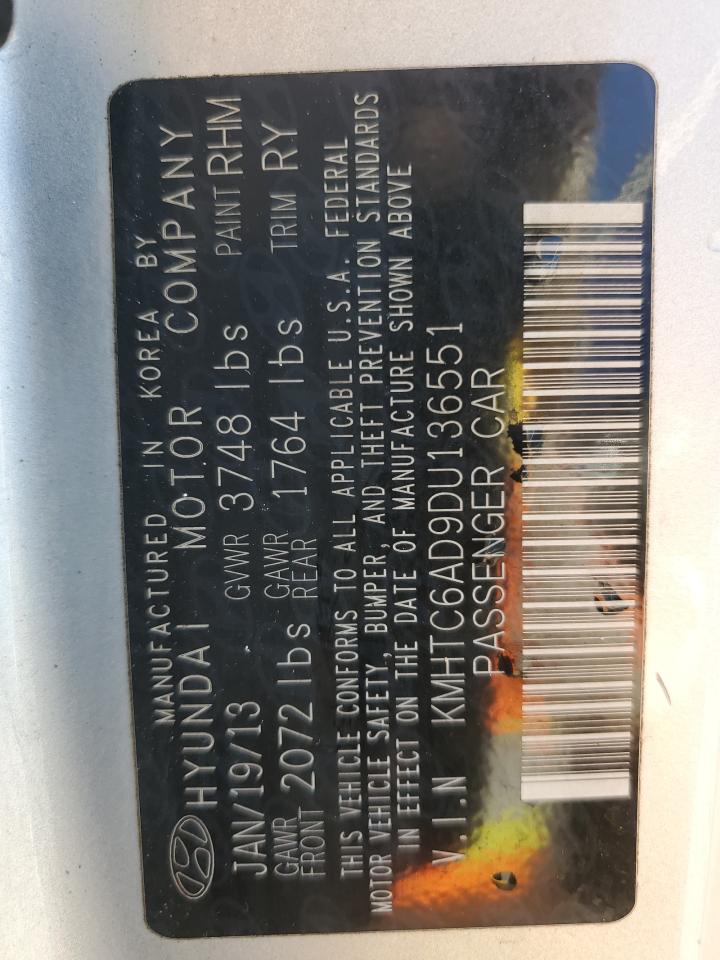 MANUFACTURED IN KOREA BY
HYUNDAI MOTOR COMPANY
JAN/19/13 GVWR 3748 lbs PAINT RHM
GAWR FRONT 2072 lbs GAWR REAR 1764 lbs TRIM RY
THIS VEHICLE CONFORMS TO ALL APPLICABLE U.S.A. FEDERAL
MOTOR VEHICLE SAFETY, BUMPER, AND THEFT PREVENTION STANDARDS
IN EFFECT ON THE DATE OF MANUFACTURE SHOWN ABOVE
V.I.N KMHTC6AD9DU136551
PASSENGER CAR